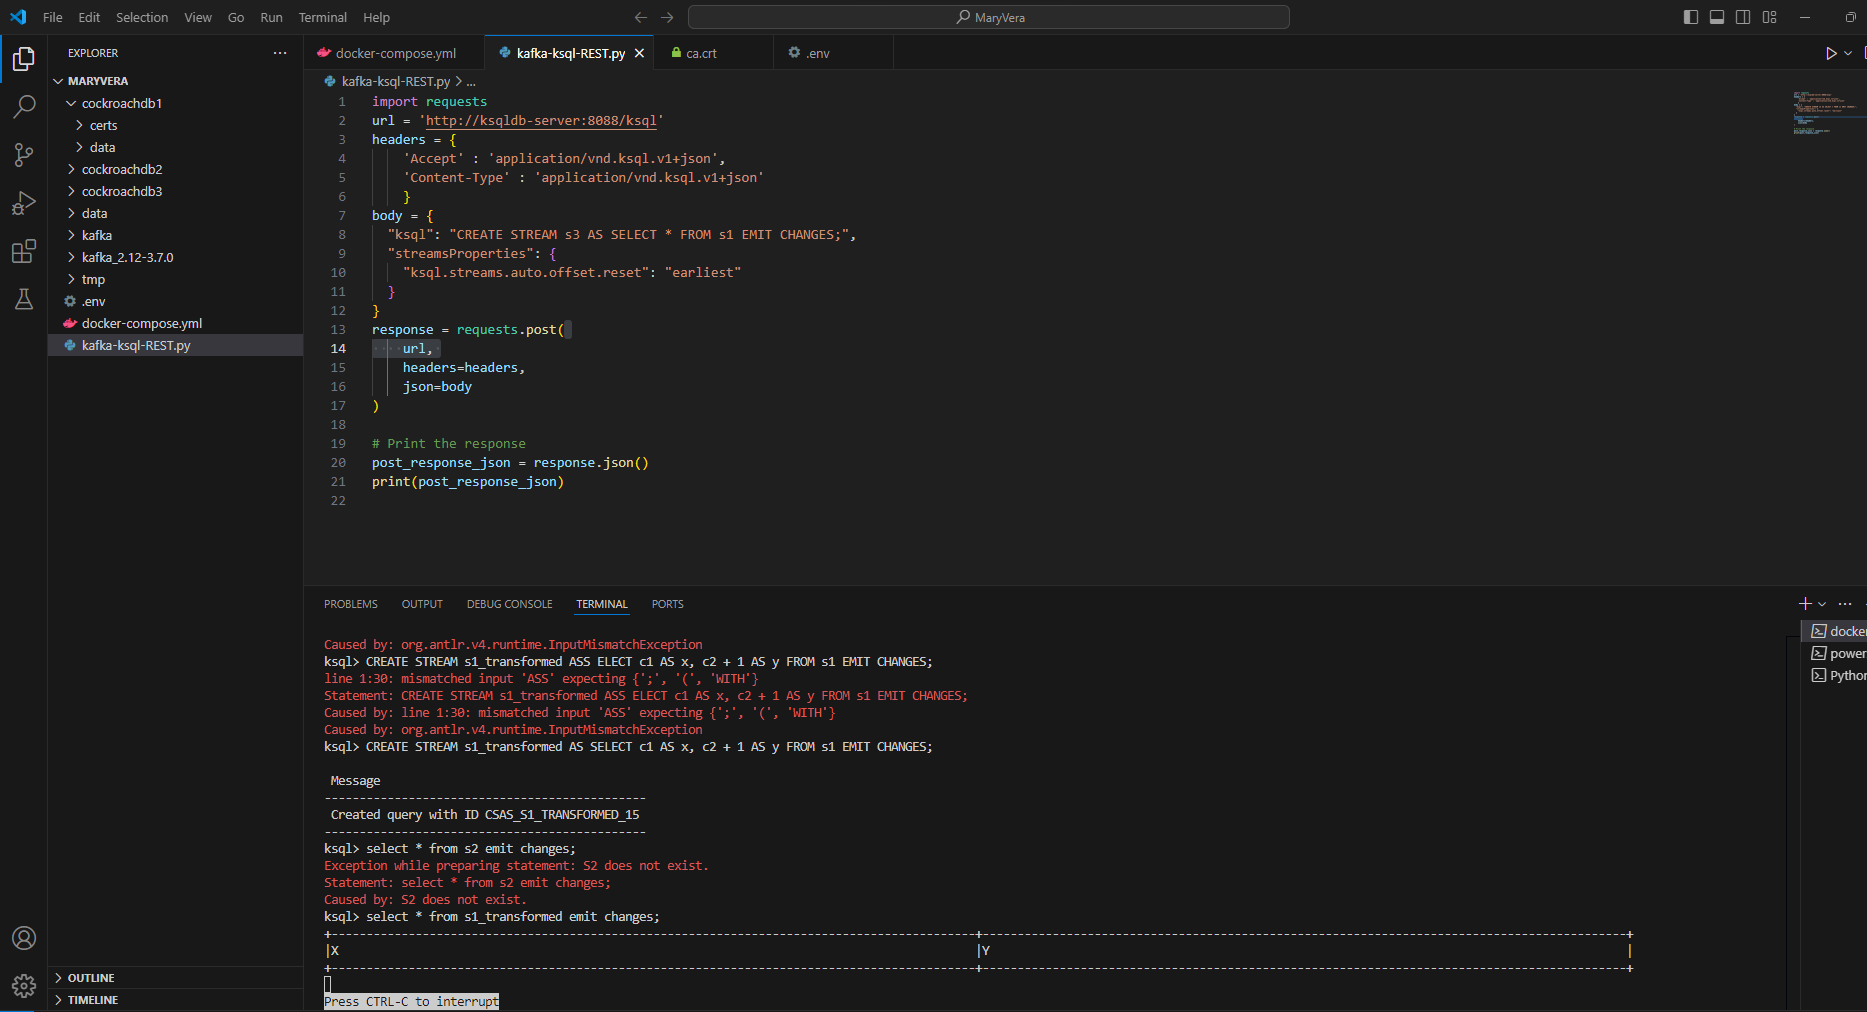 File Edit Selection View Go Run Terminal Help
MaryVera
EXPLORER
docker-compose.yml
kafka-ksql-REST.py
ca.crt
.env
MARYVERA
cockroachdb1
certs
data
cockroachdb2
cockroachdb3
data
kafka
kafka_2.12-3.7.0
tmp
.env
docker-compose.yml
kafka-ksql-REST.py
OUTLINE
TIMELINE
kafka-ksql-REST.py > ...
1 import requests
2 url = 'http://ksqldb-server:8088/ksql'
3 headers = {
4 'Accept' : 'application/vnd.ksql.v1+json',
5 'Content-Type' : 'application/vnd.ksql.v1+json'
6 }
7 body = {
8 "ksql": "CREATE STREAM s3 AS SELECT * FROM s1 EMIT CHANGES;",
9 "streamsProperties": {
10 "ksql.streams.auto.offset.reset": "earliest"
11 }
12 }
13 response = requests.post(
14 url,
15 headers=headers,
16 json=body
17 )
18
19 # Print the response
20 post_response_json = response.json()
21 print(post_response_json)
22
PROBLEMS OUTPUT DEBUG CONSOLE TERMINAL PORTS
Caused by: org.antlr.v4.runtime.InputMismatchException
ksql> CREATE STREAM s1_transformed ASS ELECT c1 AS x, c2 + 1 AS y FROM s1 EMIT CHANGES;
line 1:30: mismatched input 'ASS' expecting {';', '(', 'WITH'}
Statement: CREATE STREAM s1_transformed ASS ELECT c1 AS x, c2 + 1 AS y FROM s1 EMIT CHANGES;
Caused by: line 1:30: mismatched input 'ASS' expecting {';', '(', 'WITH'}
Caused by: org.antlr.v4.runtime.InputMismatchException
ksql> CREATE STREAM s1_transformed AS SELECT c1 AS x, c2 + 1 AS y FROM s1 EMIT CHANGES;
Message
-----------------------------------------------
Created query with ID CSAS_S1_TRANSFORMED_15
-----------------------------------------------
ksql> select * from s2 emit changes;
Exception while preparing statement: S2 does not exist.
Statement: select * from s2 emit changes;
Caused by: S2 does not exist.
ksql> select * from s1_transformed emit changes;
|X |Y |
Press CTRL-C to interrupt
docker
power
Python